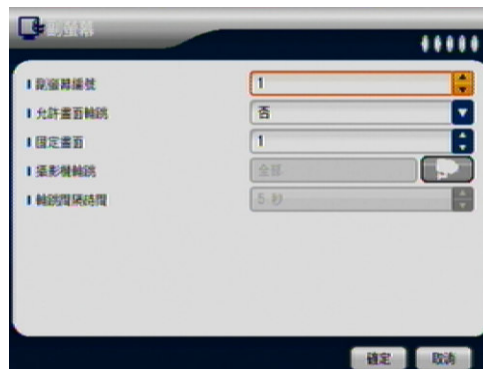 副螢幕
副螢幕編號 1
允許畫面輪跳 否
固定畫面 1
攝影機輪跳 全部
輪跳間隔時間 5 秒
確定 取消